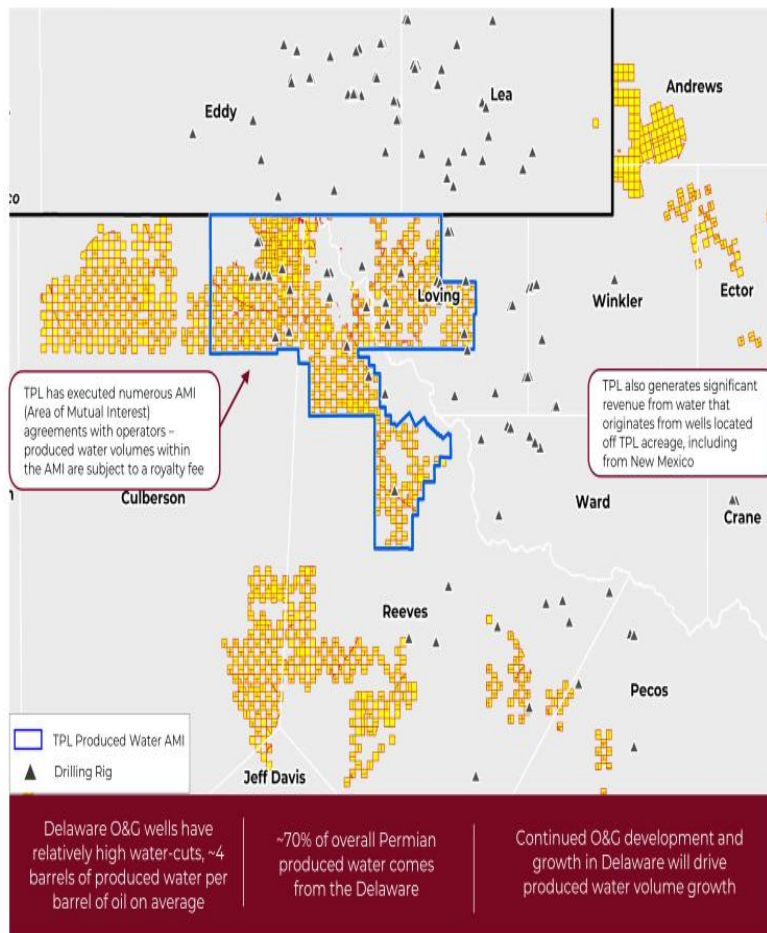 Andrews
Lea
Eddy
co
Loving
Winkler
Ector
TPL has executed numerous AMI
(Area of Mutual Interest)
agreements with operators –
produced water volumes within
the AMI are subject to a royalty fee
TPL also generates significant
revenue from water that
originates from wells located
off TPL acreage, including
from New Mexico
Culberson
Ward
Crane
Reeves
Pecos
TPL Produced Water AMI
Drilling Rig
Jeff Davis
Delaware O&G wells have
relatively high water-cuts, ~4
barrels of produced water per
barrel of oil on average
~70% of overall Permian
produced water comes
from the Delaware
Continued O&G development and
growth in Delaware will drive
produced water volume growth